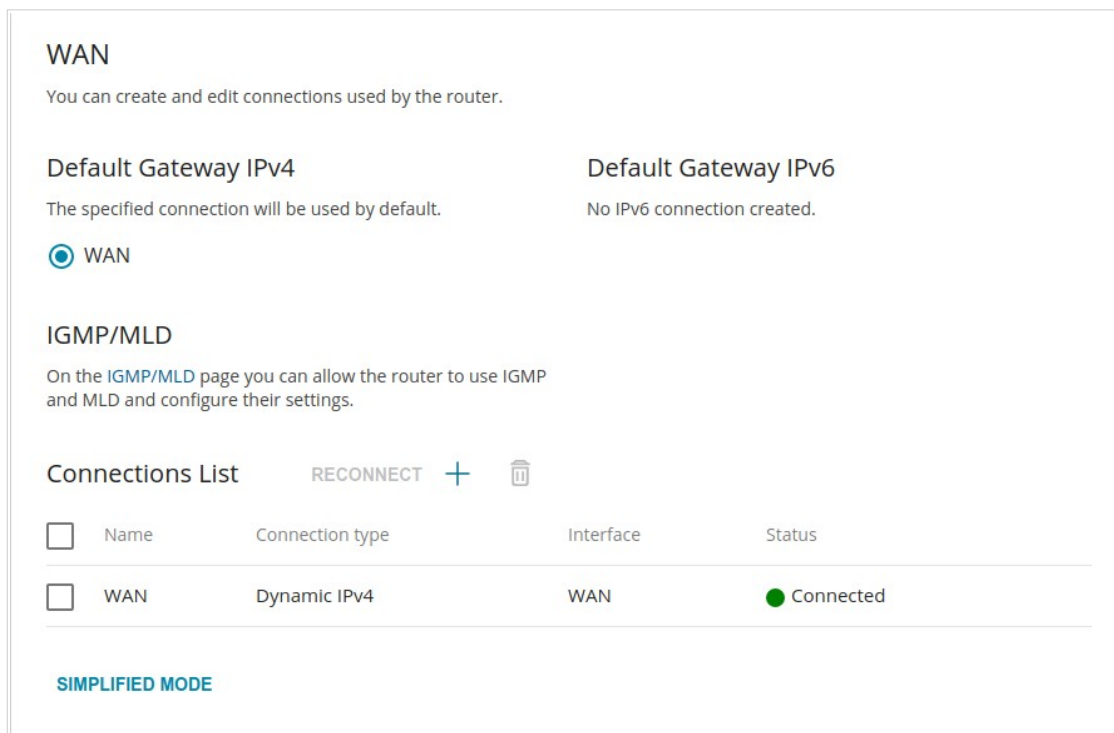 WAN
You can create and edit connections used by the router.
Default Gateway IPv4
The specified connection will be used by default.
WAN
Default Gateway IPv6
No IPv6 connection created.
IGMP/MLD
On the IGMP/MLD page you can allow the router to use IGMP
and MLD and configure their settings.
Connections List RECONNECT
Name Connection type Interface Status
WAN Dynamic IPv4 WAN Connected
SIMPLIFIED MODE